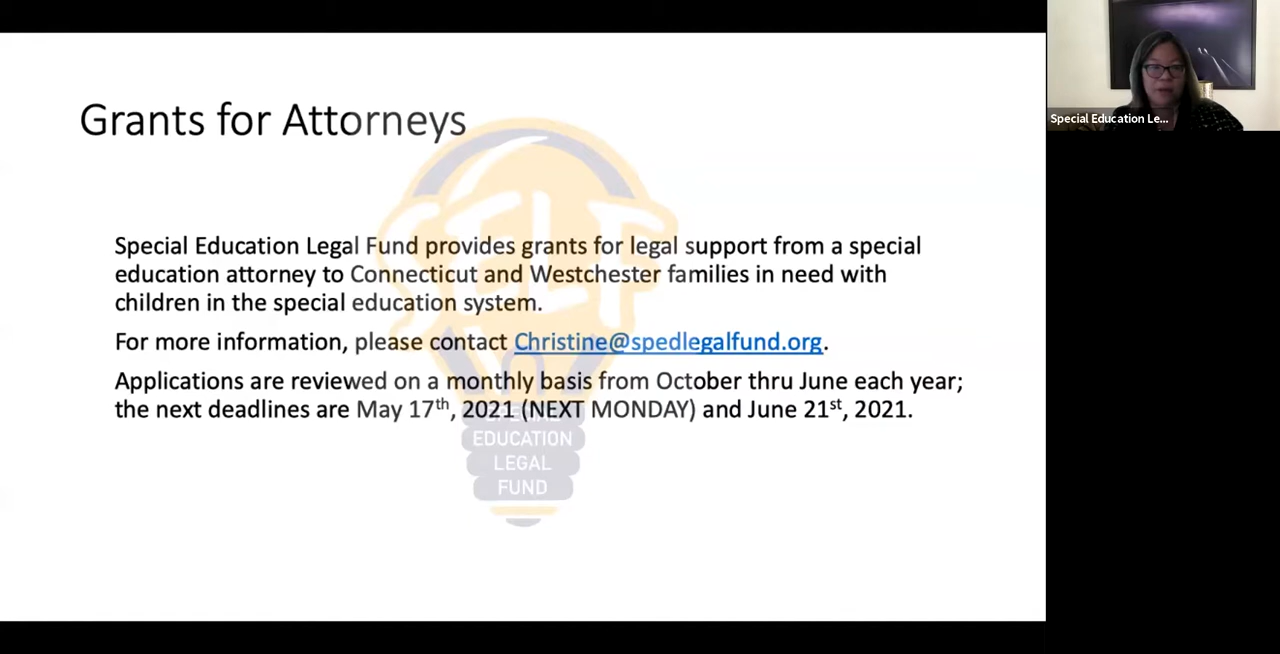 Grants for Attorneys
Special Education Le...
SELF
Special Education Legal Fund provides grants for legal support from a special
education attorney to Connecticut and Westchester families in need with
children in the special education system.
For more information, please contact Christine@spedlegalfund.org.
Applications are reviewed on a monthly basis from October thru June each year;
the next deadlines are May 17th, 2021 (NEXT MONDAY) and June 21st, 2021.
EDUCATION
LEGAL
FUND